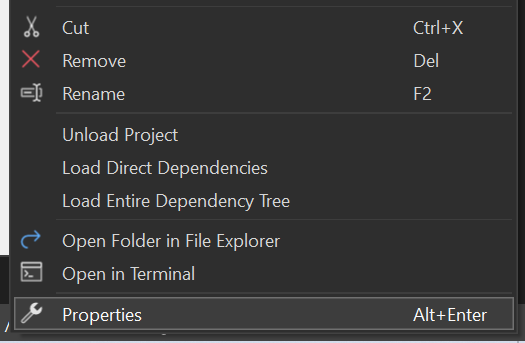 Cut Ctrl+X
Remove Del
Rename F2
Unload Project
Load Direct Dependencies
Load Entire Dependency Tree
Open Folder in File Explorer
Open in Terminal
Properties Alt+Enter